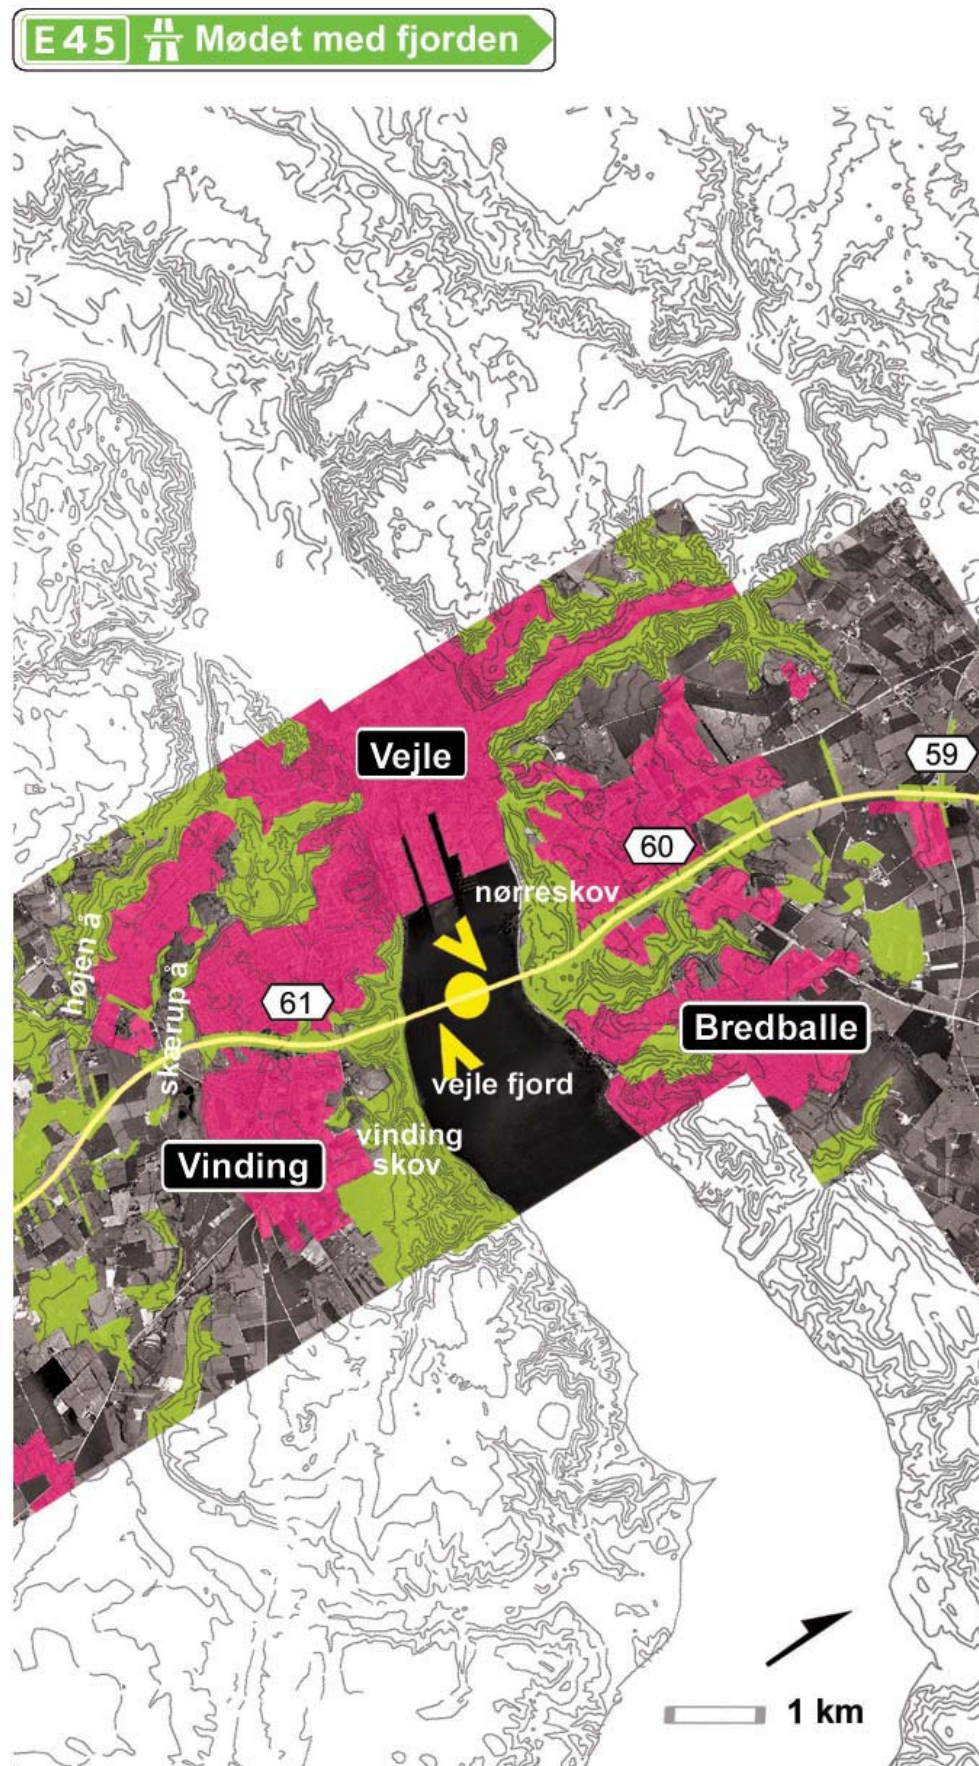 E45 Mødet med fjorden
Vejle
59
60
nørreskov
højen å
skærup å
61
Bredballe
vejle fjord
vinding
skov
Vinding
1 km